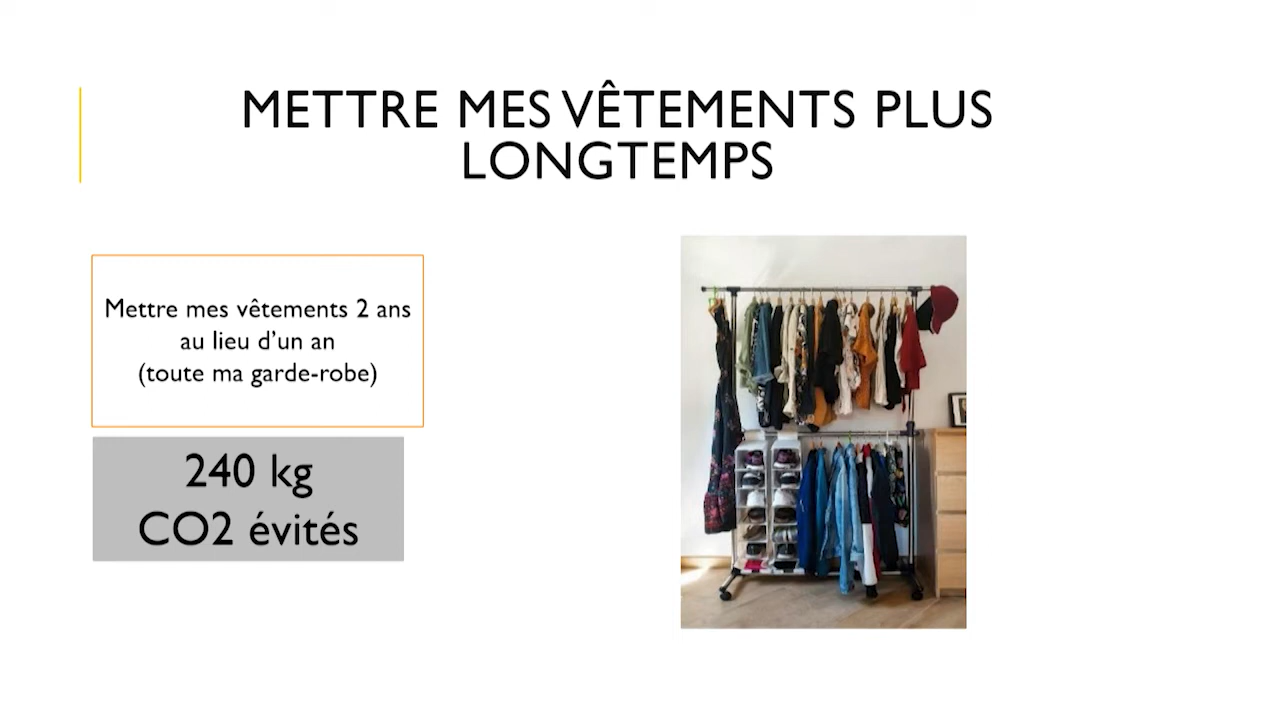 METTRE MES VÊTEMENTS PLUS
LONGTEMPS
Mettre mes vêtements 2 ans
au lieu d’un an
(toute ma garde-robe)
240 kg
CO2 évités